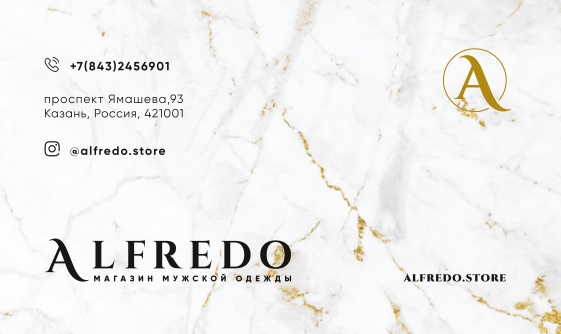 +7(843)2456901
A
проспект Ямашева,93
Казань, Россия, 421001
@alfredo.store
ALFREDO
МАГАЗИН МУЖСКОЙ ОДЕЖДЫ
ALFREDO.STORE